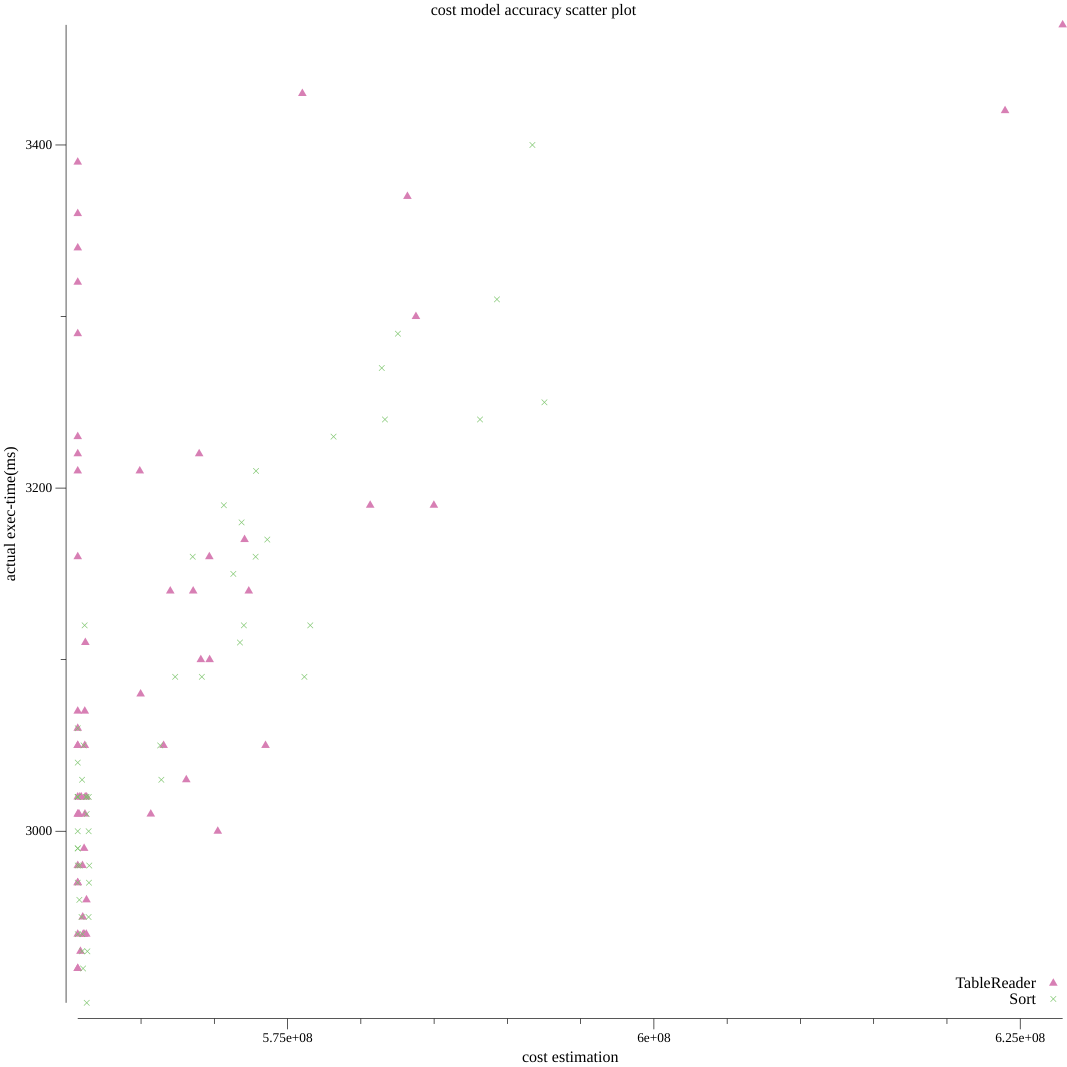 cost model accuracy scatter plot
3400
3200
3000
actual exec-time(ms)
TableReader
Sort
5.75e+08
6e+08
6.25e+08
cost estimation